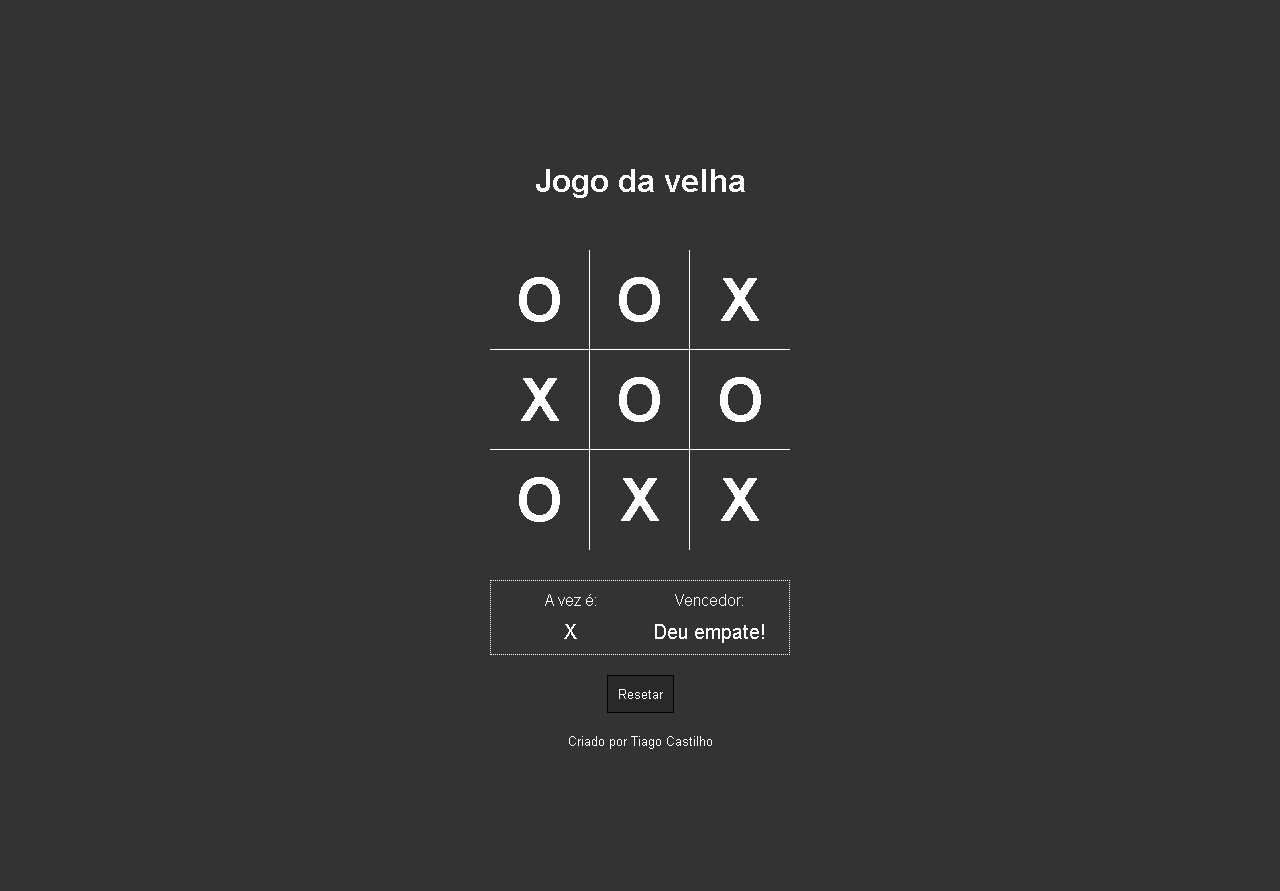 Jogo da velha
O O X
X O O
O X X
A vez é: Vencedor:
X Deu empate!
Resetar
Criado por Tiago Castilho